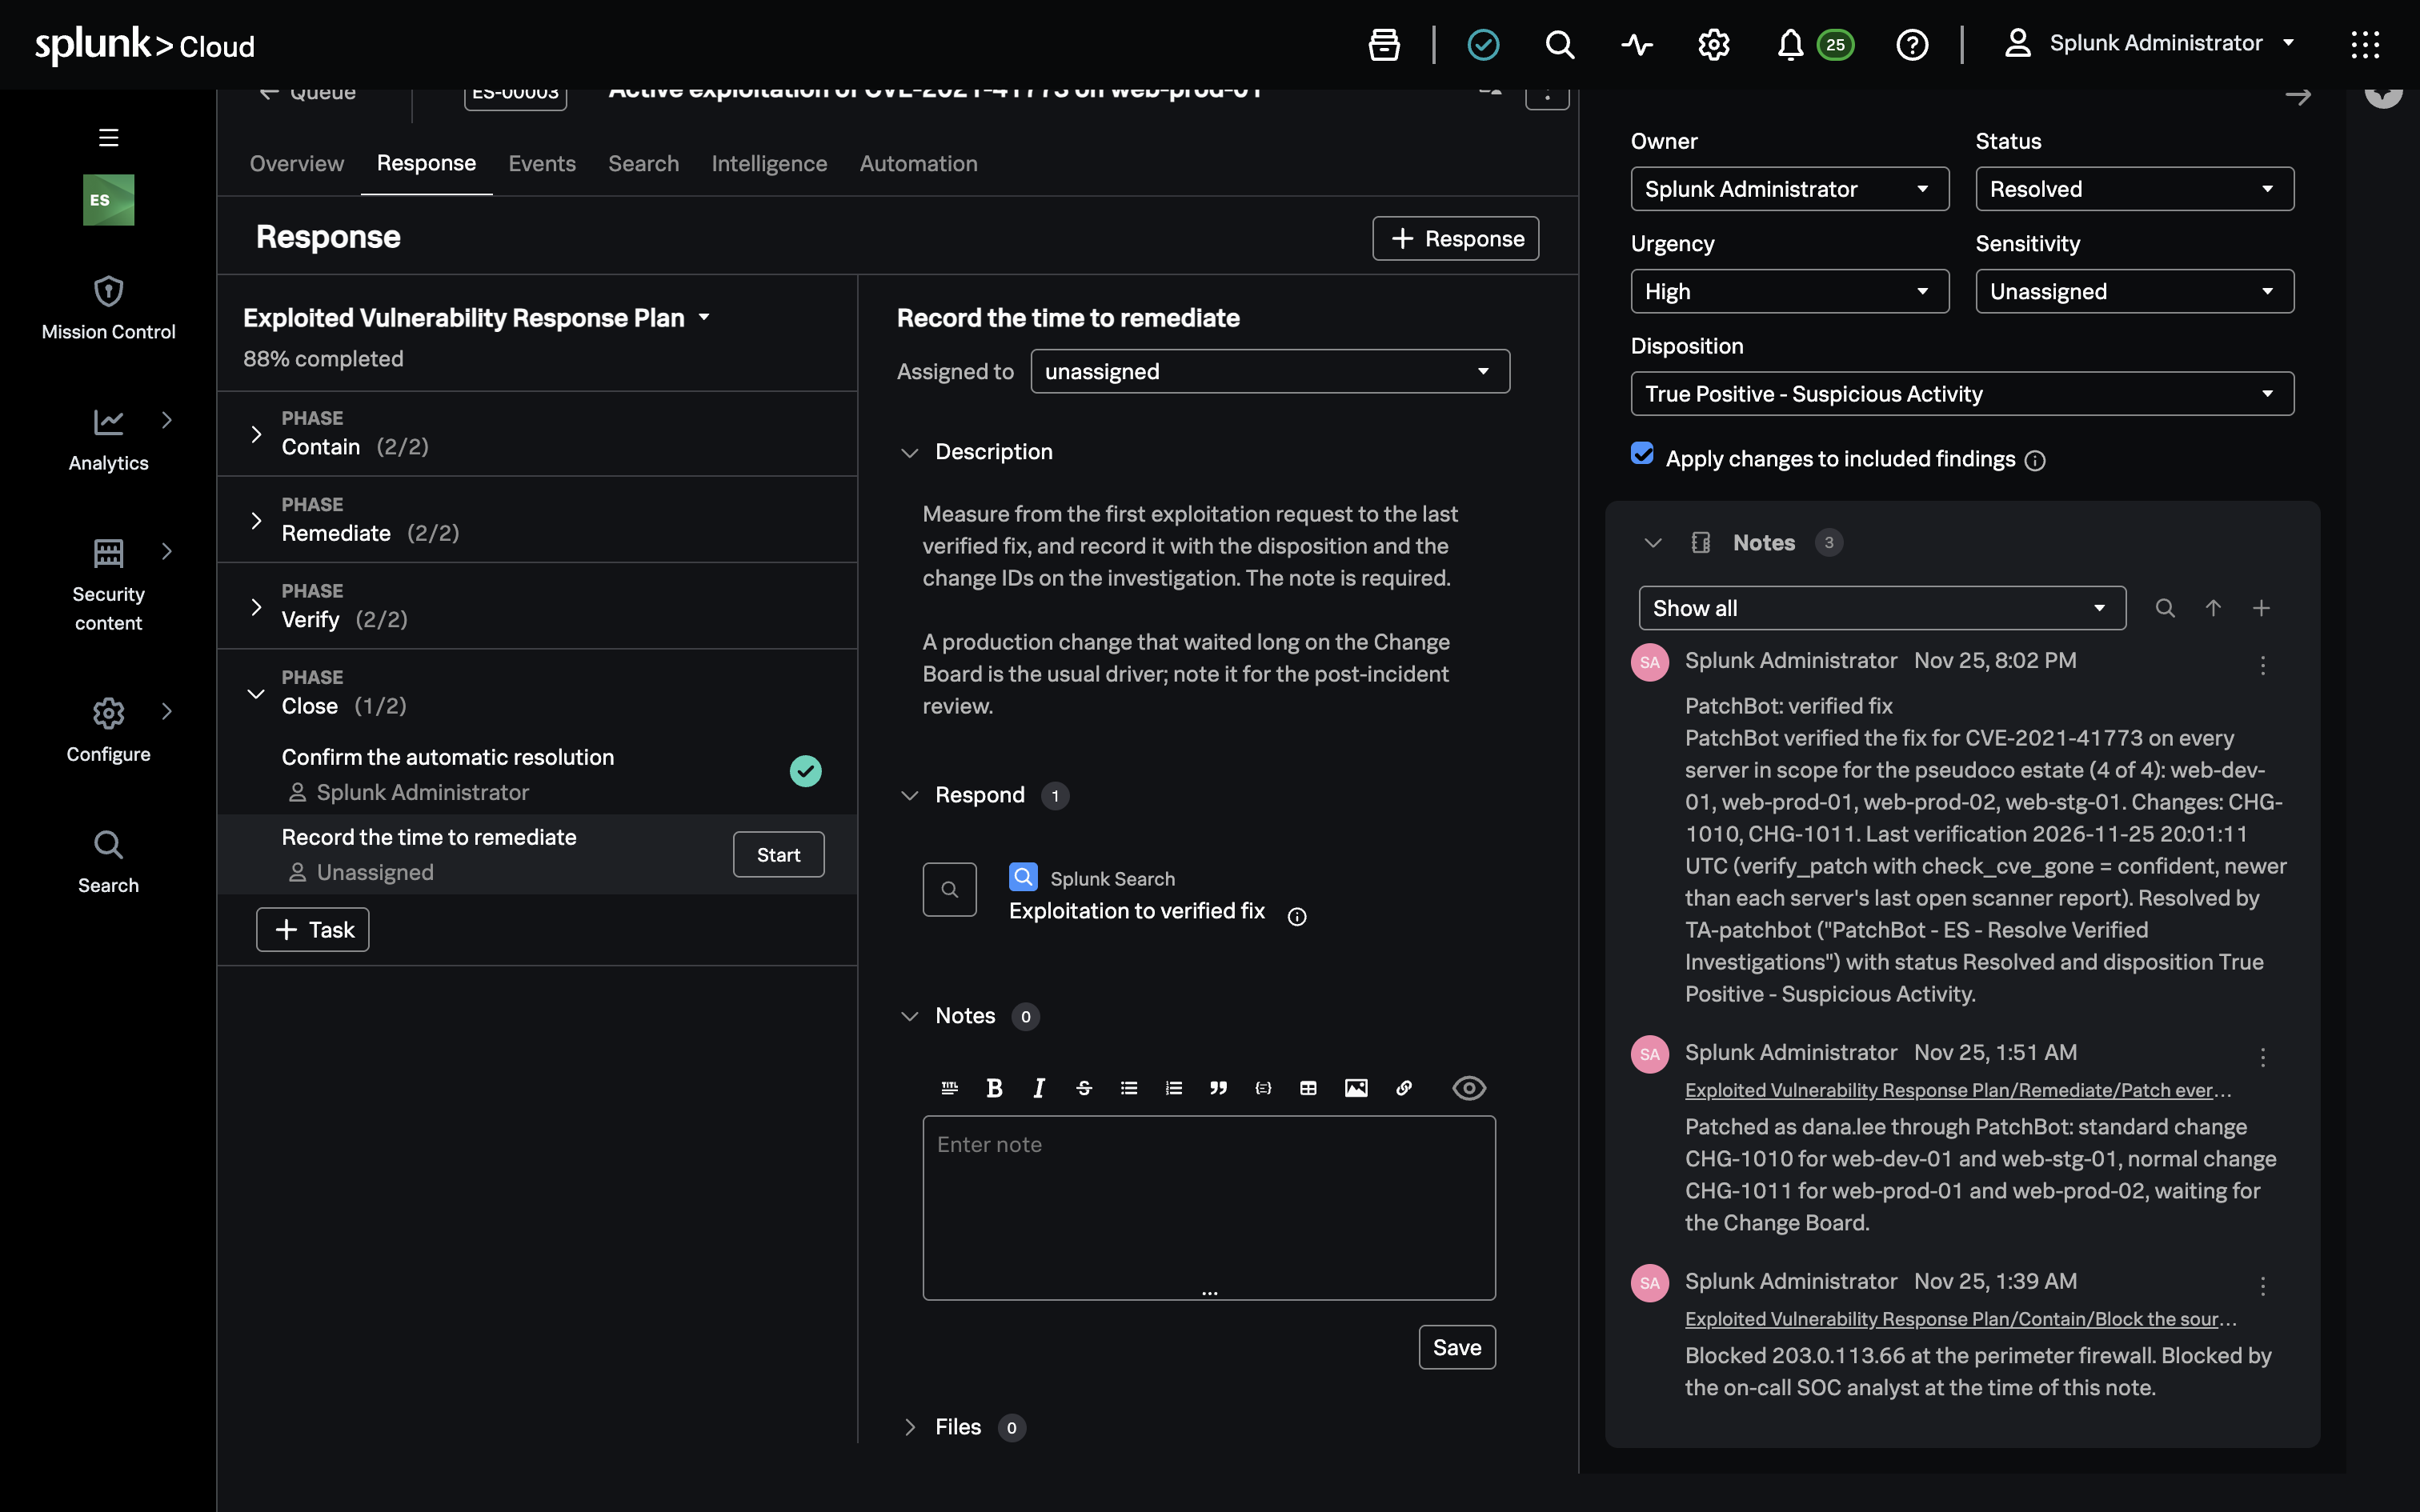 splunk>Cloud
25
Splunk Administrator
Queue
ES-00003
Active exploitation of CVE-2021-41773 on web-prod-01
ES
Mission Control
Analytics
Security
content
Configure
Search
Overview
Response
Events
Search
Intelligence
Automation
Response
Response
Exploited Vulnerability Response Plan
88% completed
PHASE
Contain (2/2)
PHASE
Remediate (2/2)
PHASE
Verify (2/2)
PHASE
Close (1/2)
Confirm the automatic resolution
Splunk Administrator
Record the time to remediate
Unassigned
Start
Task
Record the time to remediate
Assigned to
unassigned
Description
Measure from the first exploitation request to the last
verified fix, and record it with the disposition and the
change IDs on the investigation. The note is required.
A production change that waited long on the Change
Board is the usual driver; note it for the post-incident
review.
Respond 1
Splunk Search
Exploitation to verified fix
Notes 0
Enter note
Save
Files 0
Owner
Splunk Administrator
Status
Resolved
Urgency
High
Sensitivity
Unassigned
Disposition
True Positive - Suspicious Activity
Apply changes to included findings
Notes 3
Show all
SA
Splunk Administrator Nov 25, 8:02 PM
PatchBot: verified fix
PatchBot verified the fix for CVE-2021-41773 on every
server in scope for the pseudoco estate (4 of 4): web-dev-
01, web-prod-01, web-prod-02, web-stg-01. Changes: CHG-
1010, CHG-1011. Last verification 2026-11-25 20:01:11
UTC (verify_patch with check_cve_gone = confident, newer
than each server's last open scanner report). Resolved by
TA-patchbot ("PatchBot - ES - Resolve Verified
Investigations") with status Resolved and disposition True
Positive - Suspicious Activity.
SA
Splunk Administrator Nov 25, 1:51 AM
Exploited Vulnerability Response Plan/Remediate/Patch ever...
Patched as dana.lee through PatchBot: standard change
CHG-1010 for web-dev-01 and web-stg-01, normal change
CHG-1011 for web-prod-01 and web-prod-02, waiting for
the Change Board.
SA
Splunk Administrator Nov 25, 1:39 AM
Exploited Vulnerability Response Plan/Contain/Block the sour...
Blocked 203.0.113.66 at the perimeter firewall. Blocked by
the on-call SOC analyst at the time of this note.